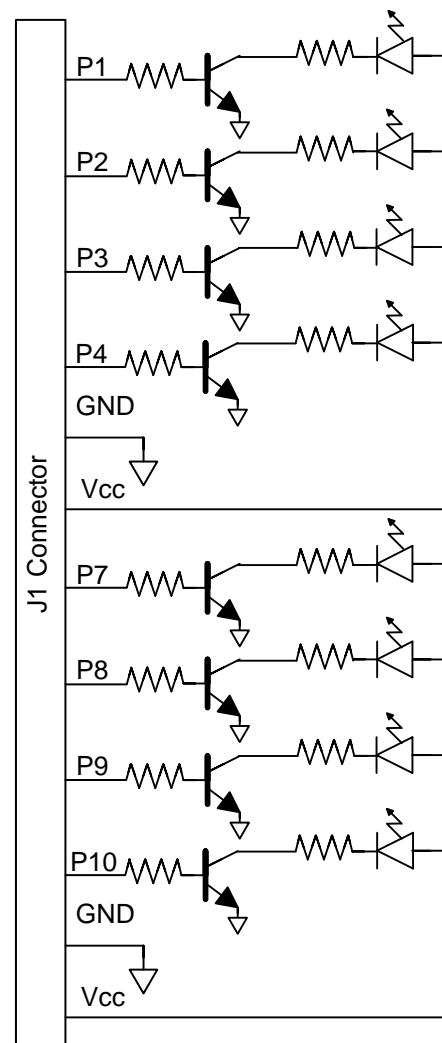 J1 Connector
P1
P2
P3
P4
GND
Vcc
P7
P8
P9
P10
GND
Vcc